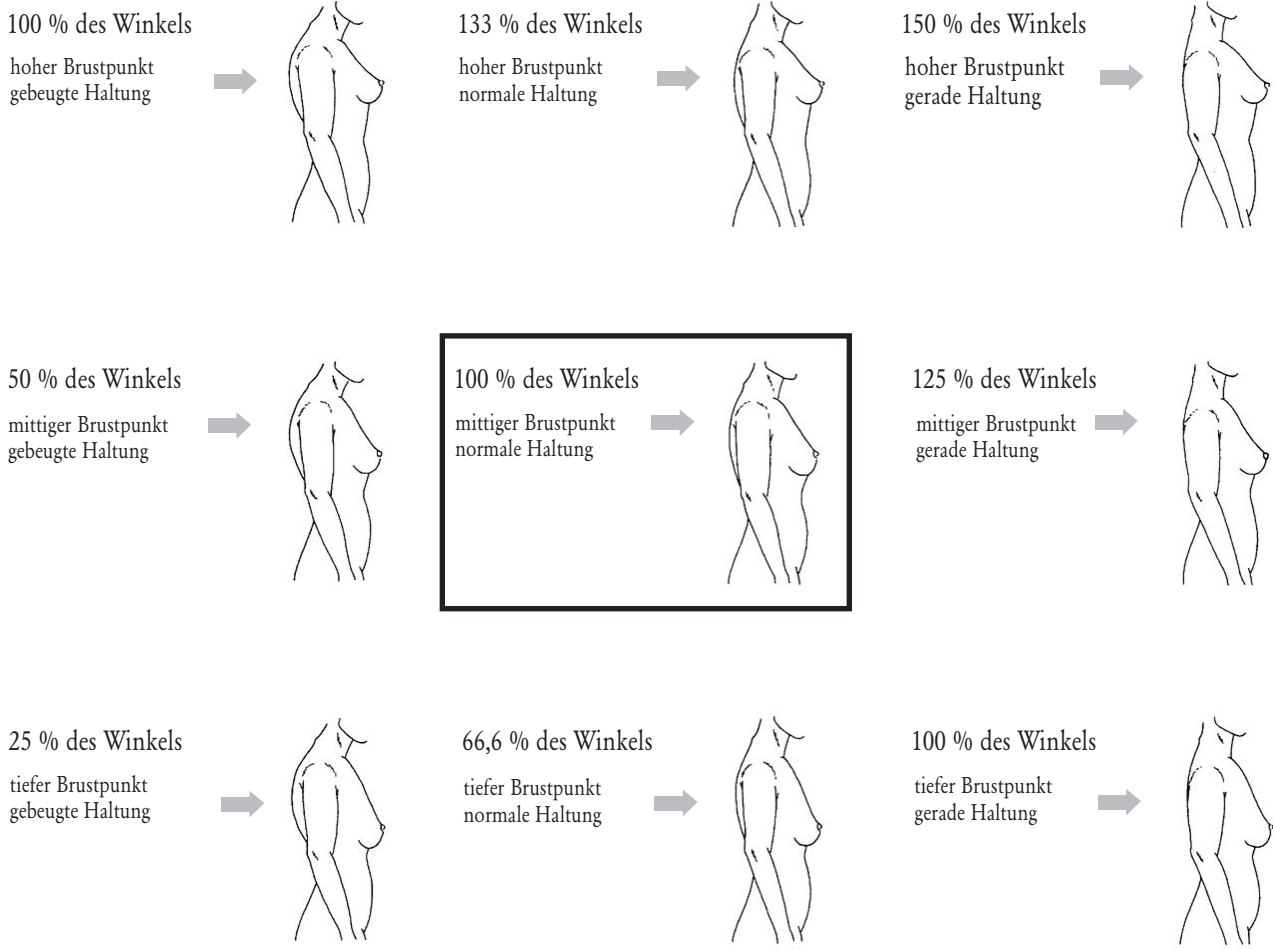 100 % des Winkels
hoher Brustpunkt
gebeugte Haltung
133 % des Winkels
hoher Brustpunkt
normale Haltung
150 % des Winkels
hoher Brustpunkt
gerade Haltung
50 % des Winkels
mittiger Brustpunkt
gebeugte Haltung
100 % des Winkels
mittiger Brustpunkt
normale Haltung
125 % des Winkels
mittiger Brustpunkt
gerade Haltung
25 % des Winkels
tiefer Brustpunkt
gebeugte Haltung
66,6 % des Winkels
tiefer Brustpunkt
normale Haltung
100 % des Winkels
tiefer Brustpunkt
gerade Haltung